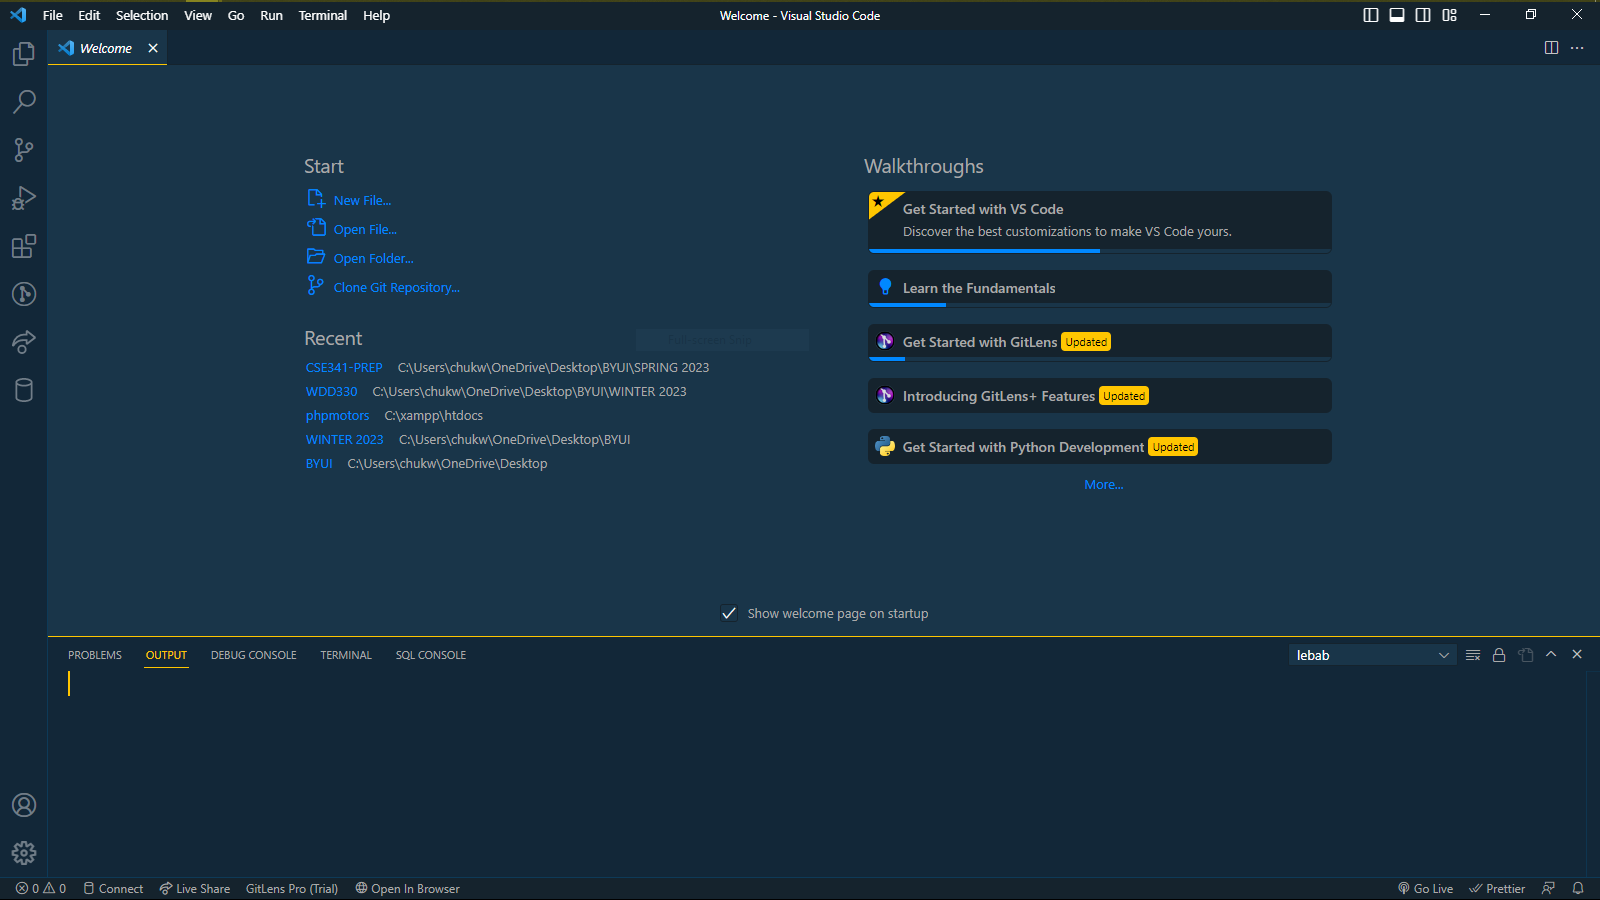 File Edit Selection View Go Run Terminal Help
Welcome - Visual Studio Code
Welcome
Start
New File...
Open File...
Open Folder...
Clone Git Repository...
Recent
CSE341-PREP C:\Users\chukw\OneDrive\Desktop\BYUI\SPRING 2023
WDD330 C:\Users\chukw\OneDrive\Desktop\BYUI\WINTER 2023
phpmotors C:\xampp\htdocs
WINTER 2023 C:\Users\chukw\OneDrive\Desktop\BYUI
BYUI C:\Users\chukw\OneDrive\Desktop
Walkthroughs
Get Started with VS Code
Discover the best customizations to make VS Code yours.
Learn the Fundamentals
Get Started with GitLens Updated
Introducing GitLens+ Features Updated
Get Started with Python Development Updated
More...
Show welcome page on startup
PROBLEMS OUTPUT DEBUG CONSOLE TERMINAL SQL CONSOLE
lebab
0 0 Connect Live Share GitLens Pro (Trial) Open In Browser
Go Live Prettier